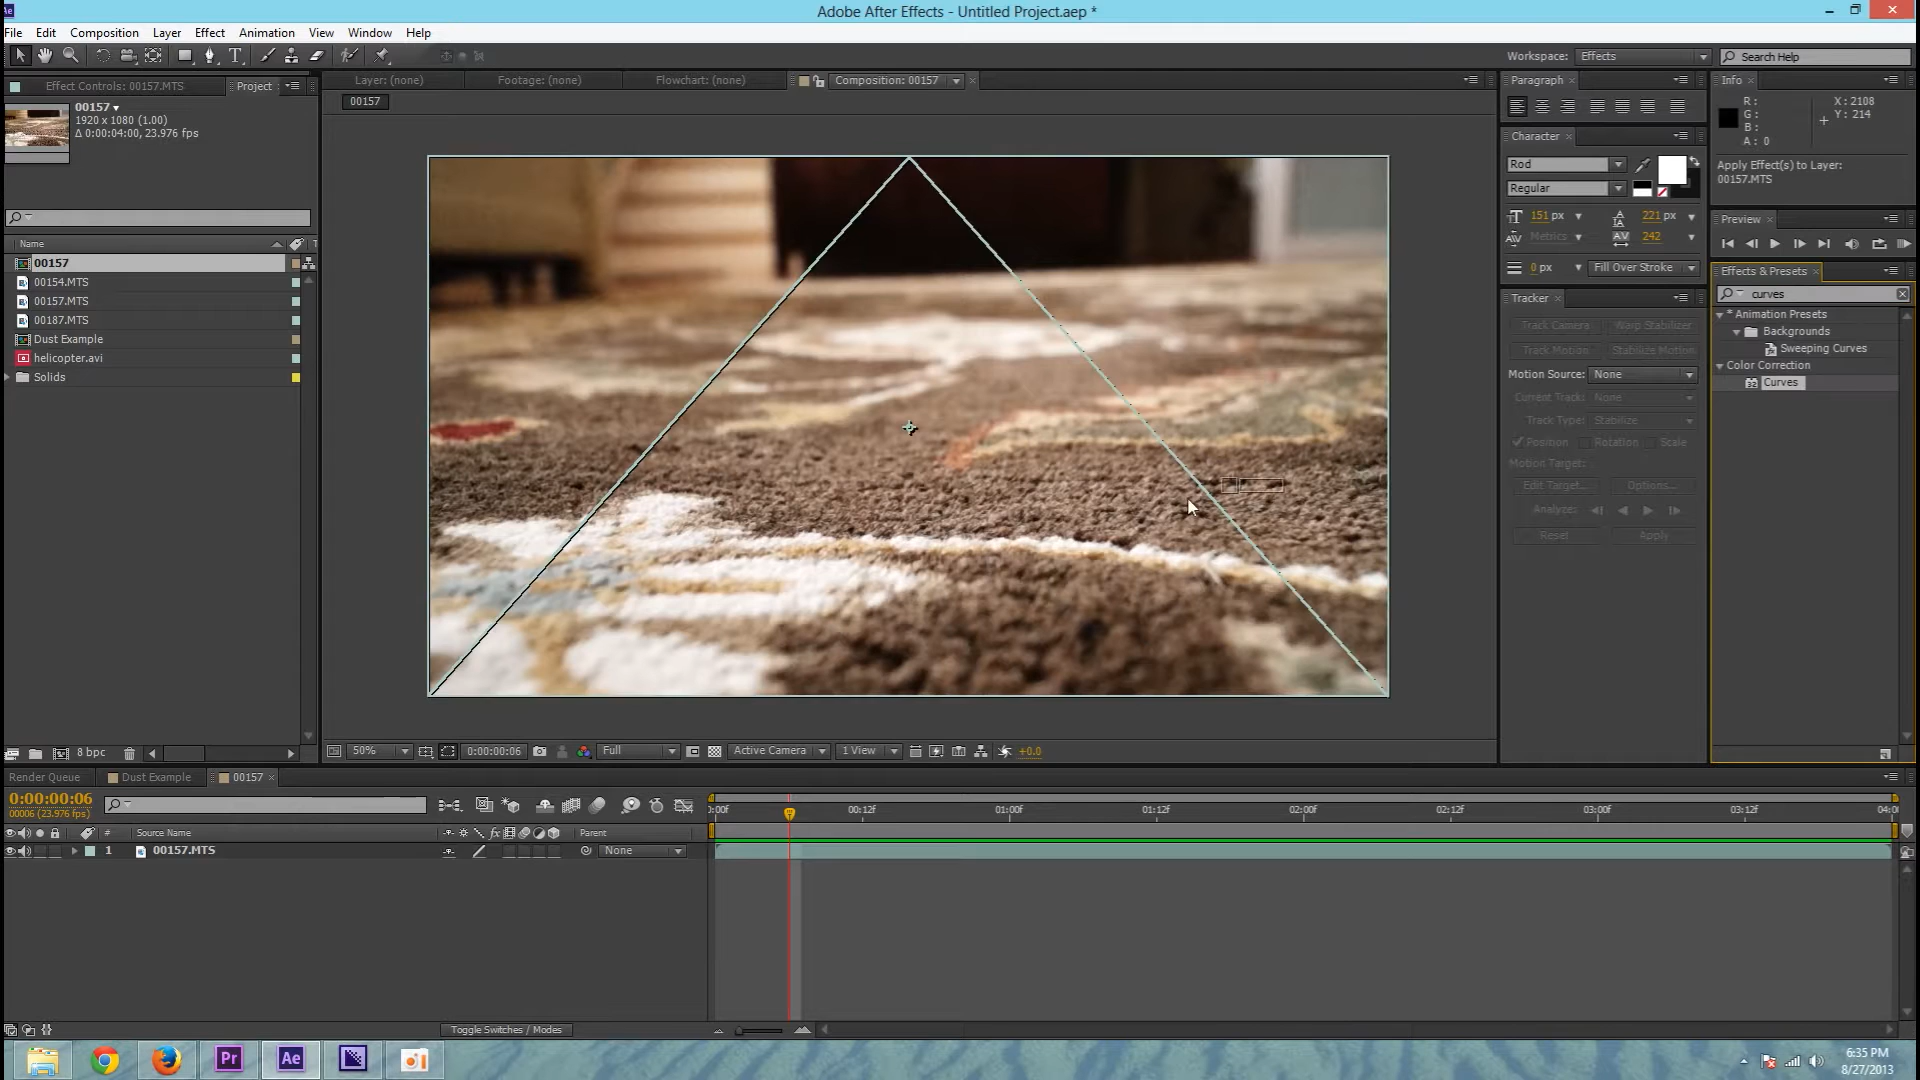 Ae
Adobe After Effects - Untitled Project.aep *
File Edit Composition Layer Effect Animation View Window Help
Workspace: Effects
Search Help
Effect Controls: 00157.MTS
Project
Layer: (none)
Footage: (none)
Flowchart: (none)
Composition: 00157
Paragraph
Info
00157
00157
1920 x 1080 (1.00)
Δ 0:00:04:00, 23.976 fps
R :
G :
B :
A : 0
X : 2108
Y : 214
Character
Apply Effect(s) to Layer:
00157.MTS
Rod
Regular
151 px
221 px
Metrics
242
0 px
Fill Over Stroke
Preview
Effects & Presets
curves
* Animation Presets
Backgrounds
Sweeping Curves
Color Correction
Curves
Name
00157
00154.MTS
00157.MTS
00187.MTS
Dust Example
helicopter.avi
Solids
Tracker
Track Camera
Warp Stabilizer
Track Motion
Stabilize Motion
Motion Source: None
Current Track: None
Track Type: Stabilize
Position Rotation Scale
Motion Target:
Edit Target...
Options...
Analyze:
Reset
Apply
8 bpc
50%
0:00:00:06
Full
Active Camera
1 View
+0.0
Render Queue
Dust Example
00157
0:00:00:06
00006 (23.976 fps)
:00f 00:12f 01:00f 01:12f 02:00f 02:12f 03:00f 03:12f 04:0
# Source Name
Parent
1 00157.MTS
None
Toggle Switches / Modes
Pr
Ae
6:35 PM
8/27/2013